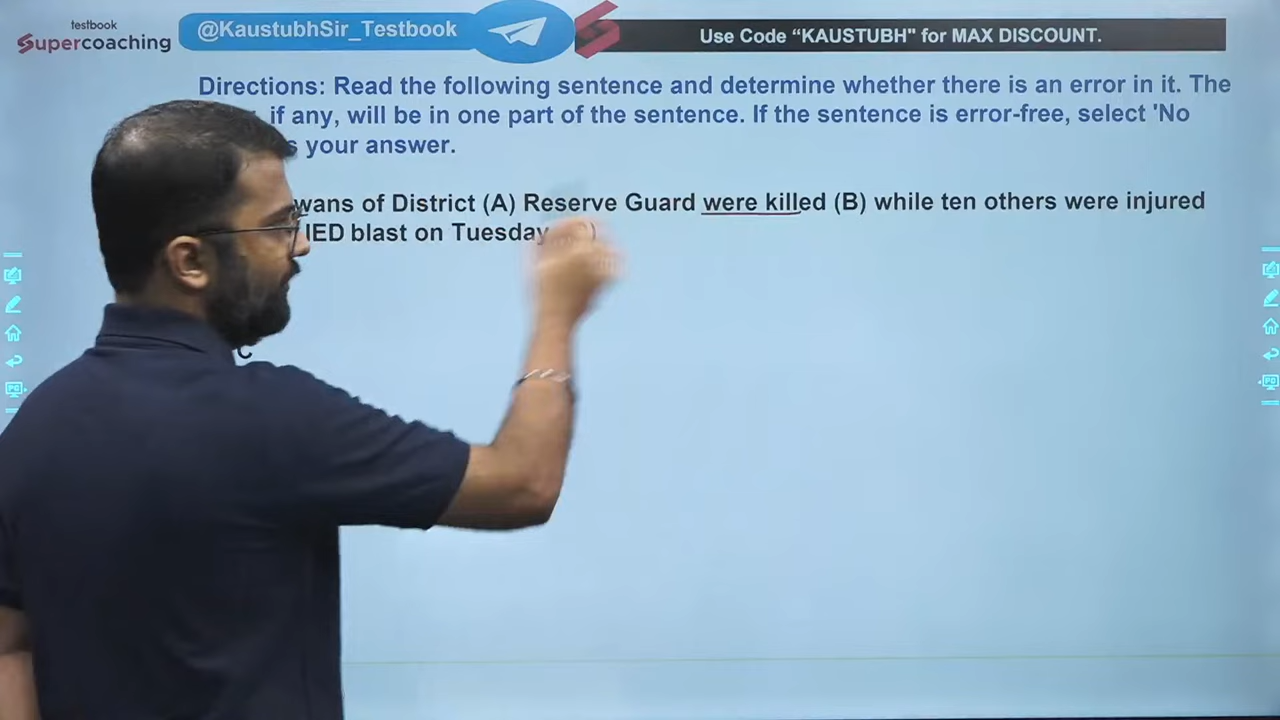 testbook
Supercoaching
@KaustubhSir_Testbook
Use Code “KAUSTUBH" for MAX DISCOUNT.
Directions: Read the following sentence and determine whether there is an error in it. The
if any, will be in one part of the sentence. If the sentence is error-free, select 'No
your answer.
of District (A) Reserve Guard were killed (B) while ten others were injured
IED blast on Tuesday
C